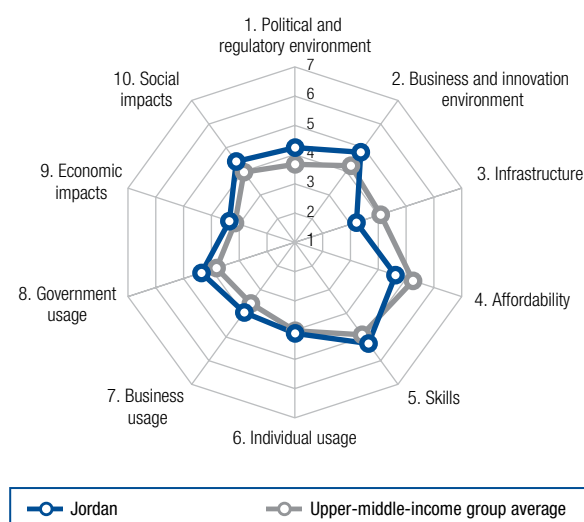 1. Political and
regulatory environment
2. Business and innovation
environment
3. Infrastructure
4. Affordability
5. Skills
6. Individual usage
7. Business
usage
8. Government
usage
9. Economic
impacts
10. Social
impacts
7
6
5
4
3
2
1
Jordan
Upper-middle-income group average